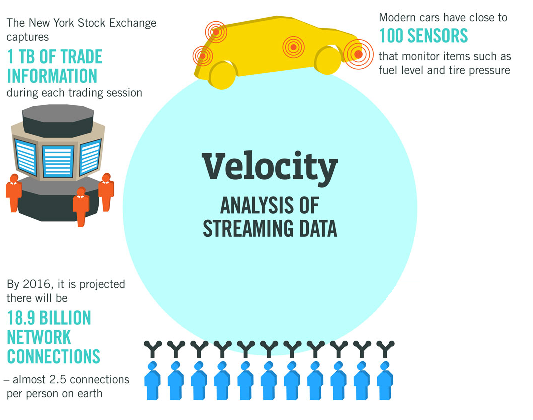 The New York Stock Exchange
captures
1 TB OF TRADE
INFORMATION
during each trading session
Modern cars have close to
100 SENSORS
that monitor items such as
fuel level and tire pressure
Velocity
ANALYSIS OF
STREAMING DATA
By 2016, it is projected
there will be
18.9 BILLION
NETWORK
CONNECTIONS
– almost 2.5 connections
per person on earth